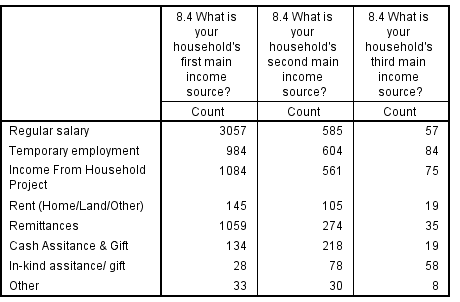 8.4 What is your household's first main income source? 8.4 What is your household's second main income source? 8.4 What is your household's third main income source?
Count Count Count
Regular salary 3057 585 57
Temporary employment 984 604 84
Income From Household Project 1084 561 75
Rent (Home/Land/Other) 145 105 19
Remittances 1059 274 35
Cash Assitance & Gift 134 218 19
In-kind assitance/ gift 28 78 58
Other 33 30 8